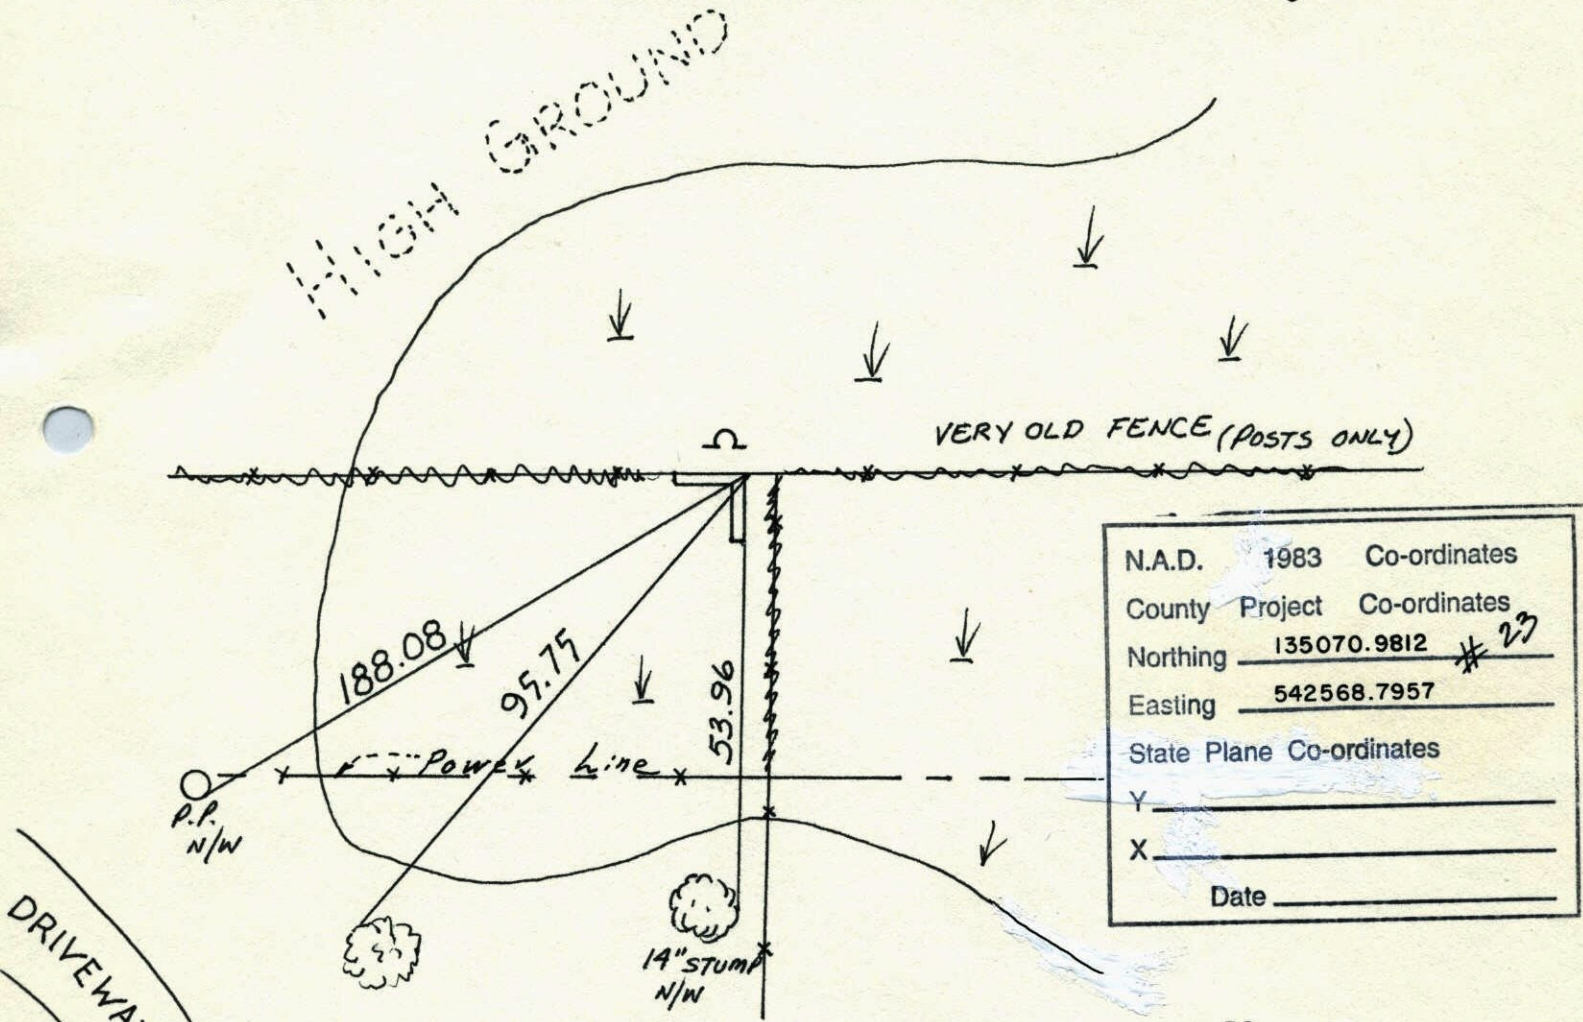 HIGH GROUND
VERY OLD FENCE (POSTS ONLY)
188.08
95.75
53.96
Power Line
P.P.
N/W
14" STUMP
N/W
DRIVEWA
N.A.D. 1983 Co-ordinates
County Project Co-ordinates
Northing 135070.9812 # 23
Easting 542568.7957
State Plane Co-ordinates
Y
X
Date